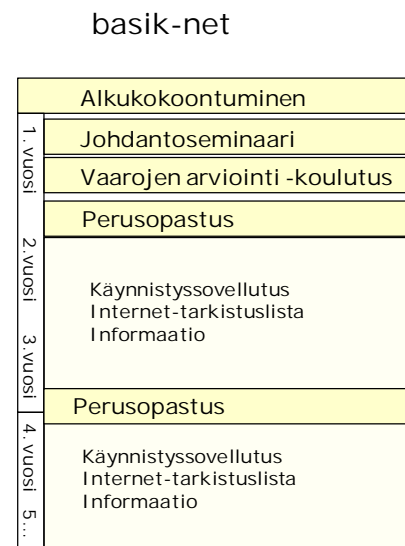 basik-net
Alkukokoontuminen
1. vuosi
Johdantoseminaari
Vaarojen arviointi -koulutus
Perusopastus
2.vuosi
Käynnistyssovellutus
Internet-tarkistuslista
Informaatio
3.vuosi
Perusopastus
4. vuosi
Käynnistyssovellutus
Internet-tarkistuslista
Informaatio
5...